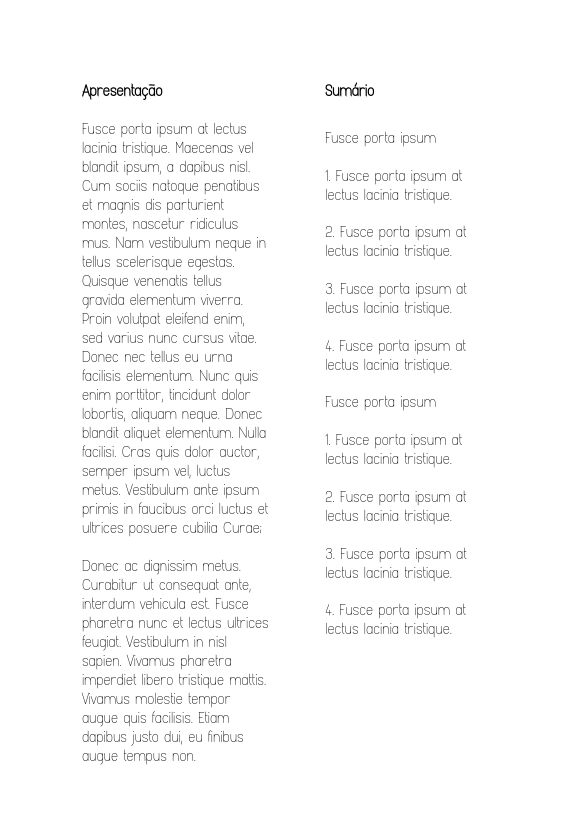 Apresentação
Fusce porta ipsum at lectus
lacinia tristique. Maecenas vel
blandit ipsum, a dapibus nisl.
Cum sociis natoque penatibus
et magnis dis parturient
montes, nascetur ridiculus
mus. Nam vestibulum neque in
tellus scelerisque egestas.
Quisque venenatis tellus
gravida elementum viverra.
Proin volutpat eleifend enim,
sed varius nunc cursus vitae.
Donec nec tellus eu urna
facilisis elementum. Nunc quis
enim porttitor, tincidunt dolor
lobortis, aliquam neque. Donec
blandit aliquet elementum. Nulla
facilisi. Cras quis dolor auctor,
semper ipsum vel, luctus
metus. Vestibulum ante ipsum
primis in faucibus orci luctus et
ultrices posuere cubilia Curae;
Donec ac dignissim metus.
Curabitur ut consequat ante,
interdum vehicula est. Fusce
pharetra nunc et lectus ultrices
feugiat. Vestibulum in nisl
sapien. Vivamus pharetra
imperdiet libero tristique mattis.
Vivamus molestie tempor
augue quis facilisis. Etiam
dapibus justo dui, eu finibus
augue tempus non.
Sumário
Fusce porta ipsum
1. Fusce porta ipsum at
lectus lacinia tristique.
2. Fusce porta ipsum at
lectus lacinia tristique.
3. Fusce porta ipsum at
lectus lacinia tristique.
4. Fusce porta ipsum at
lectus lacinia tristique.
Fusce porta ipsum
1. Fusce porta ipsum at
lectus lacinia tristique.
2. Fusce porta ipsum at
lectus lacinia tristique.
3. Fusce porta ipsum at
lectus lacinia tristique.
4. Fusce porta ipsum at
lectus lacinia tristique.